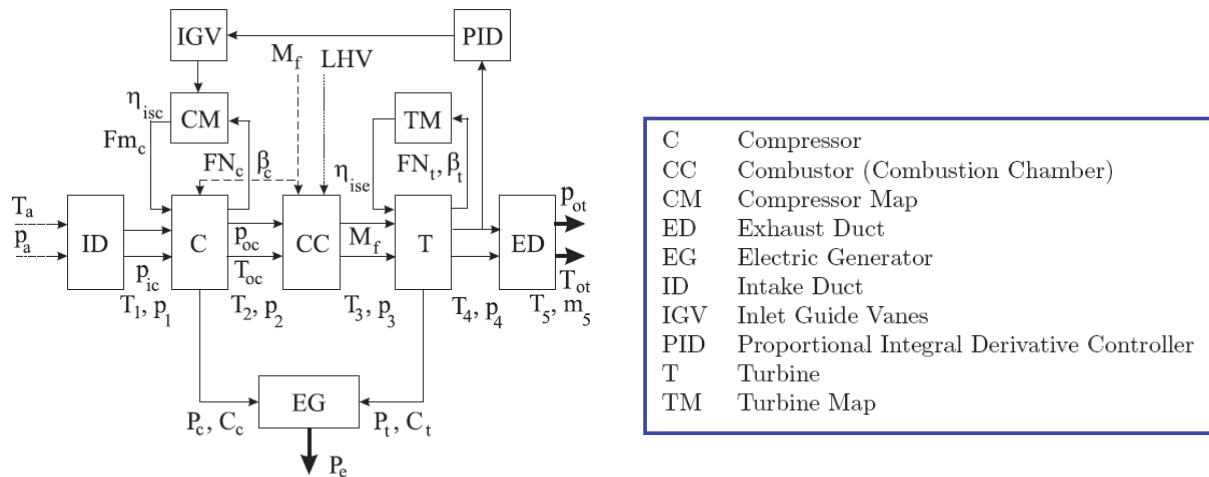 IGV
PID
M_f
LHV
η_isc
CM
TM
Fm_c
FN_c
β_c
η_ise
FN_t, β_t
T_a
p_a
ID
C
p_oc
T_oc
CC
M_f
T
ED
p_ot
T_ot
p_ic
T_1, p_1
T_2, p_2
T_3, p_3
T_4, p_4
T_5, m_5
EG
P_c, C_c
P_t, C_t
P_e
C Compressor
CC Combustor (Combustion Chamber)
CM Compressor Map
ED Exhaust Duct
EG Electric Generator
ID Intake Duct
IGV Inlet Guide Vanes
PID Proportional Integral Derivative Controller
T Turbine
TM Turbine Map